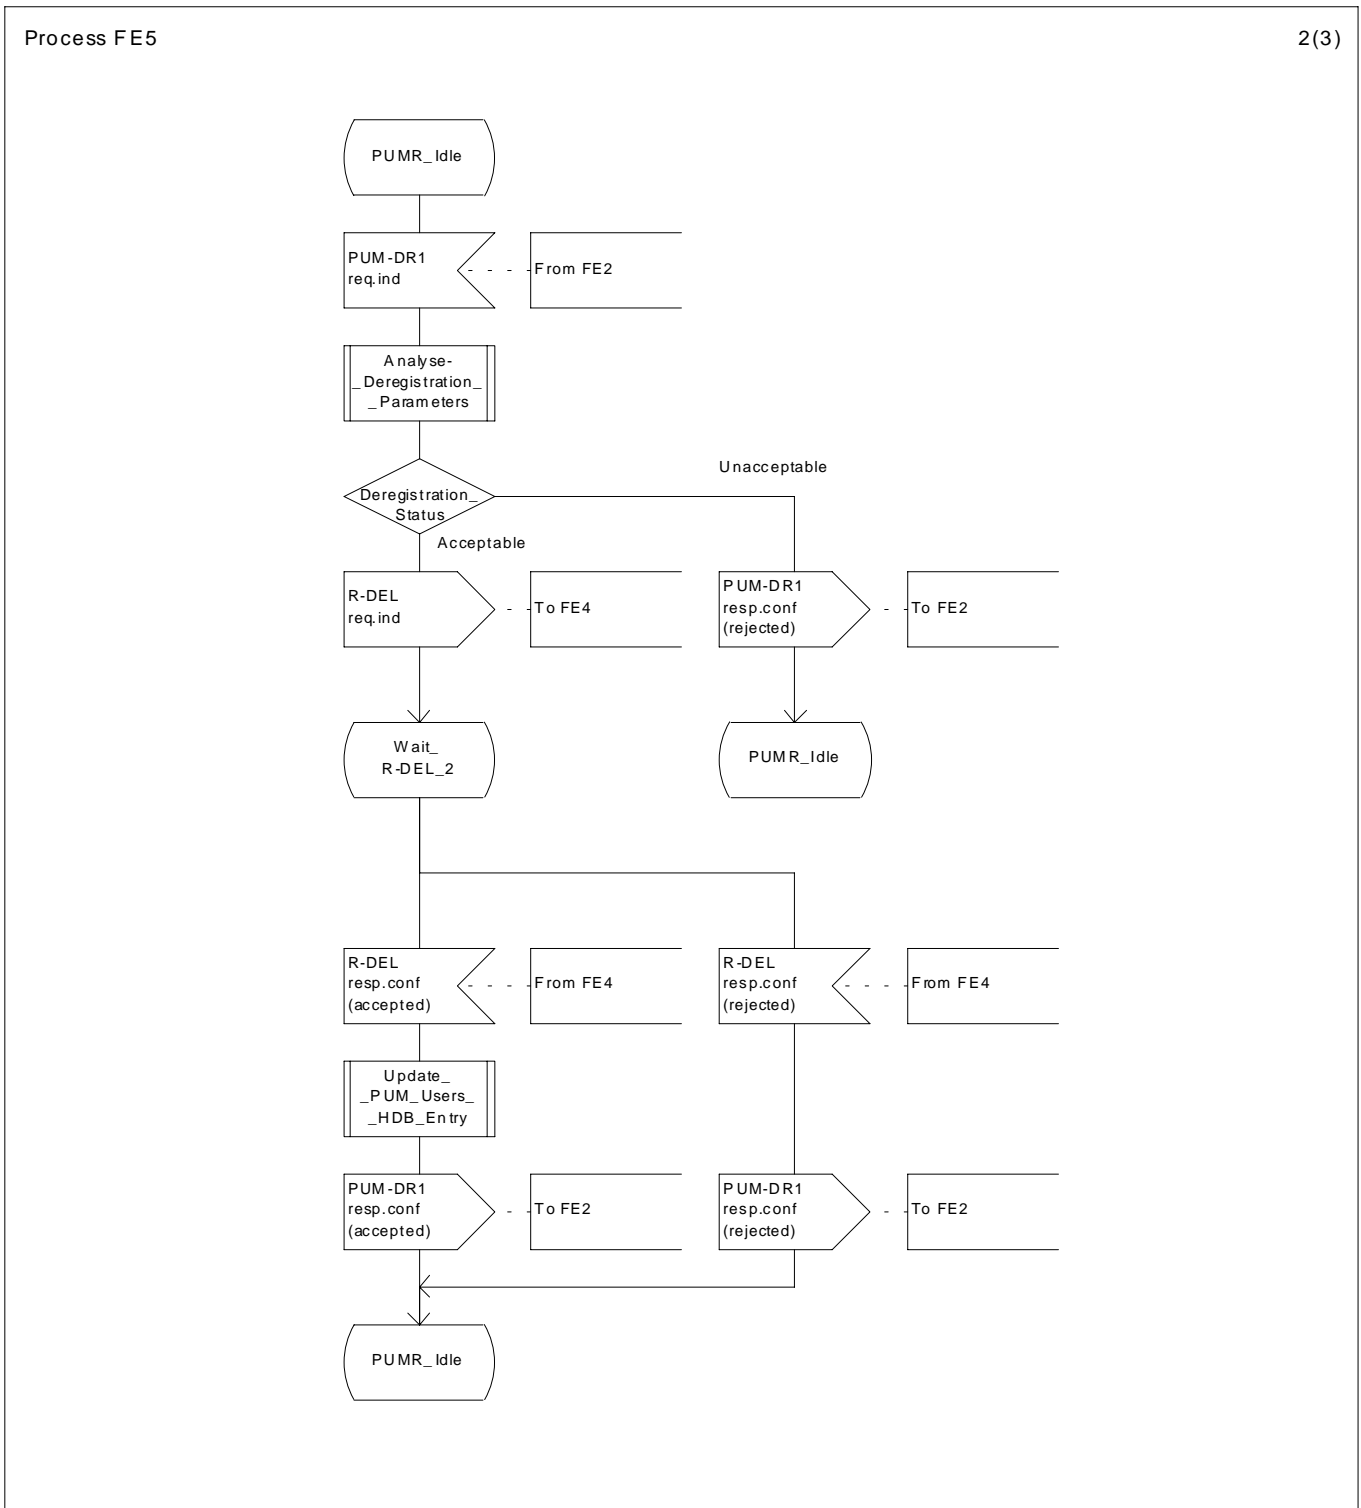 Process FE5
2(3)
PUMR_Idle
PUM-DR1
req.ind
From FE2
Analyse-
_Deregistration_
_Parameters
Unacceptable
Deregistration_
Status
Acceptable
R-DEL
req.ind
To FE4
PUM-DR1
resp.conf
(rejected)
To FE2
Wait_
R-DEL_2
PUMR_Idle
R-DEL
resp.conf
(accepted)
From FE4
R-DEL
resp.conf
(rejected)
From FE4
Update_
_PUM_Users_
_HDB_Entry
PUM-DR1
resp.conf
(accepted)
To FE2
PUM-DR1
resp.conf
(rejected)
To FE2
PUMR_Idle